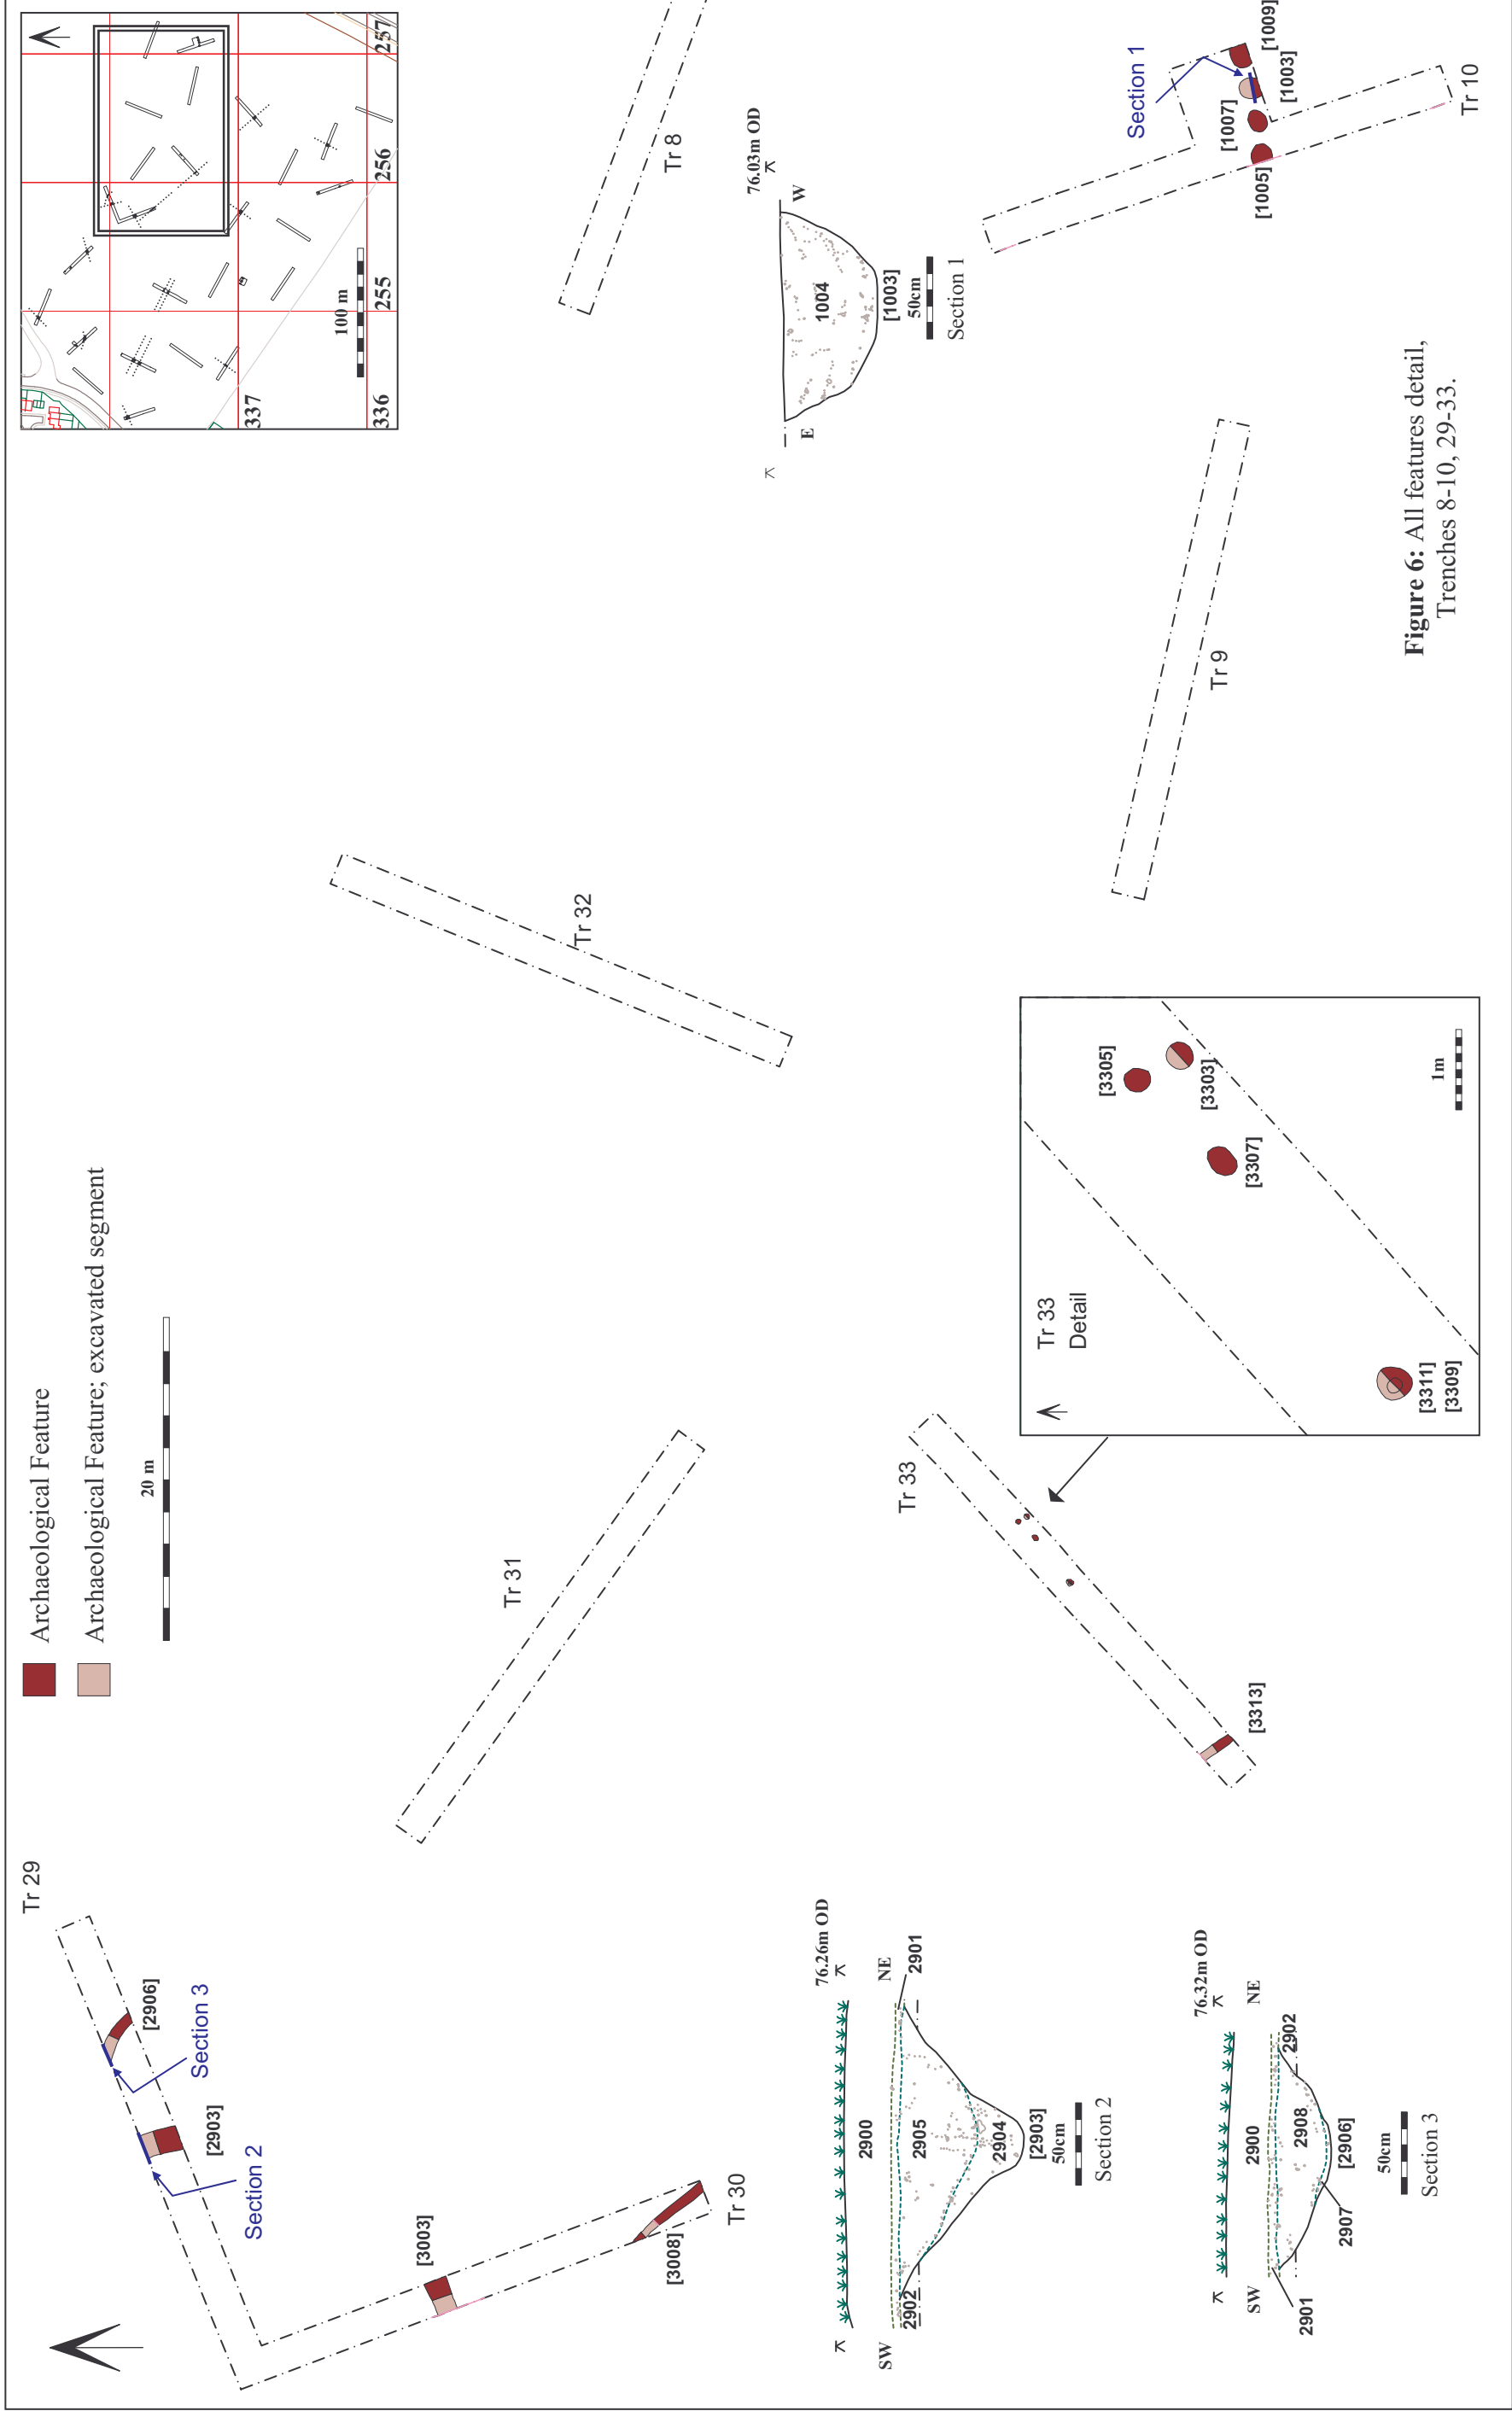 Archaeological Feature
Archaeological Feature; excavated segment
20 m
Tr 29
[2906]
Section 3
[2903]
Section 2
[3003]
[3008]
Tr 30
Tr 31
Tr 32
Tr 33
[3313]
Tr 33
Detail
[3305]
[3303]
[3307]
[3311]
[3309]
1m
Tr 8
Tr 9
Tr 10
Section 1
[1009]
[1003]
[1007]
[1005]
100 m
255
256
257
337
336
76.03m OD
E
W
1004
[1003]
50cm
Section 1
76.26m OD
SW
NE
2900
2901
2902
2905
2904
[2903]
50cm
Section 2
76.32m OD
SW
NE
2900
2901
2902
2908
2907
[2906]
50cm
Section 3
Figure 6: All features detail,
Trenches 8-10, 29-33.